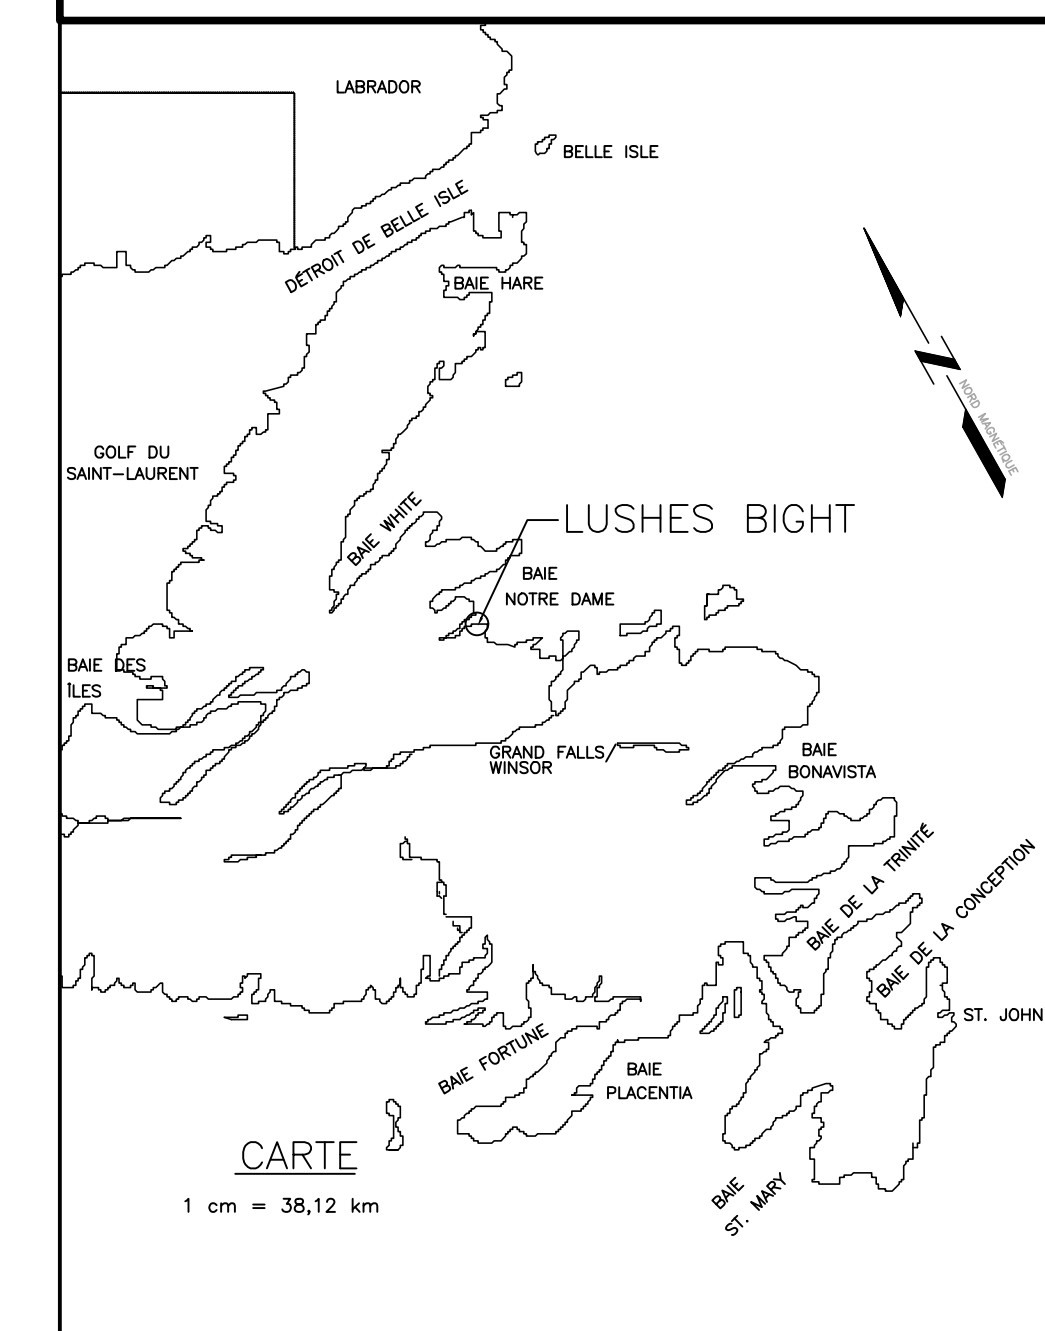 LABRADOR
BELLE ISLE
DÉTROIT DE BELLE ISLE
BAIE HARE
NORD MAGNÉTIQUE
GOLF DU
SAINT-LAURENT
BAIE WHITE
LUSHES BIGHT
BAIE
NOTRE DAME
BAIE DES
ÎLES
GRAND FALLS/
WINSOR
BAIE
BONAVISTA
BAIE DE LA TRINITÉ
BAIE DE LA CONCEPTION
ST. JOHN
BAIE FORTUNE
BAIE
PLACENTIA
BAIE
ST. MARY
CARTE
1 cm = 38,12 km